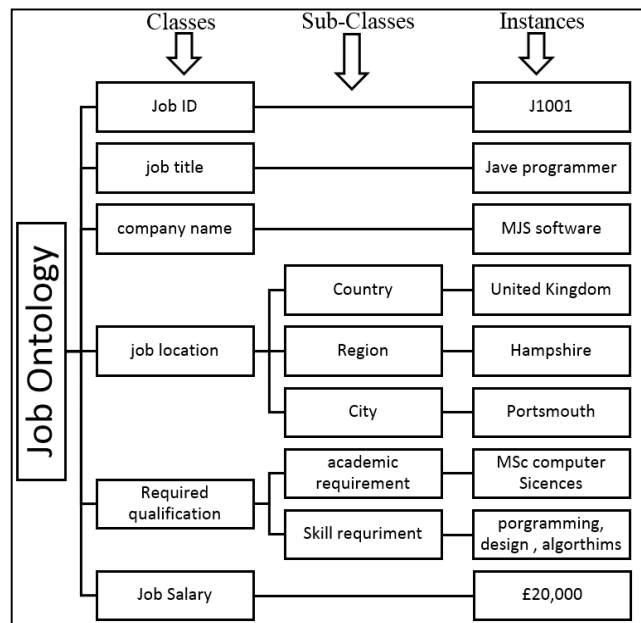 Classes Sub-Classes Instances
Job Ontology
Job ID J1001
job title Jave programmer
company name MJS software
job location
Country United Kingdom
Region Hampshire
City Portsmouth
Required
qualification
academic
requirement
MSc computer
Sicences
Skill requriment
porgramming,
design , algorthims
Job Salary £20,000